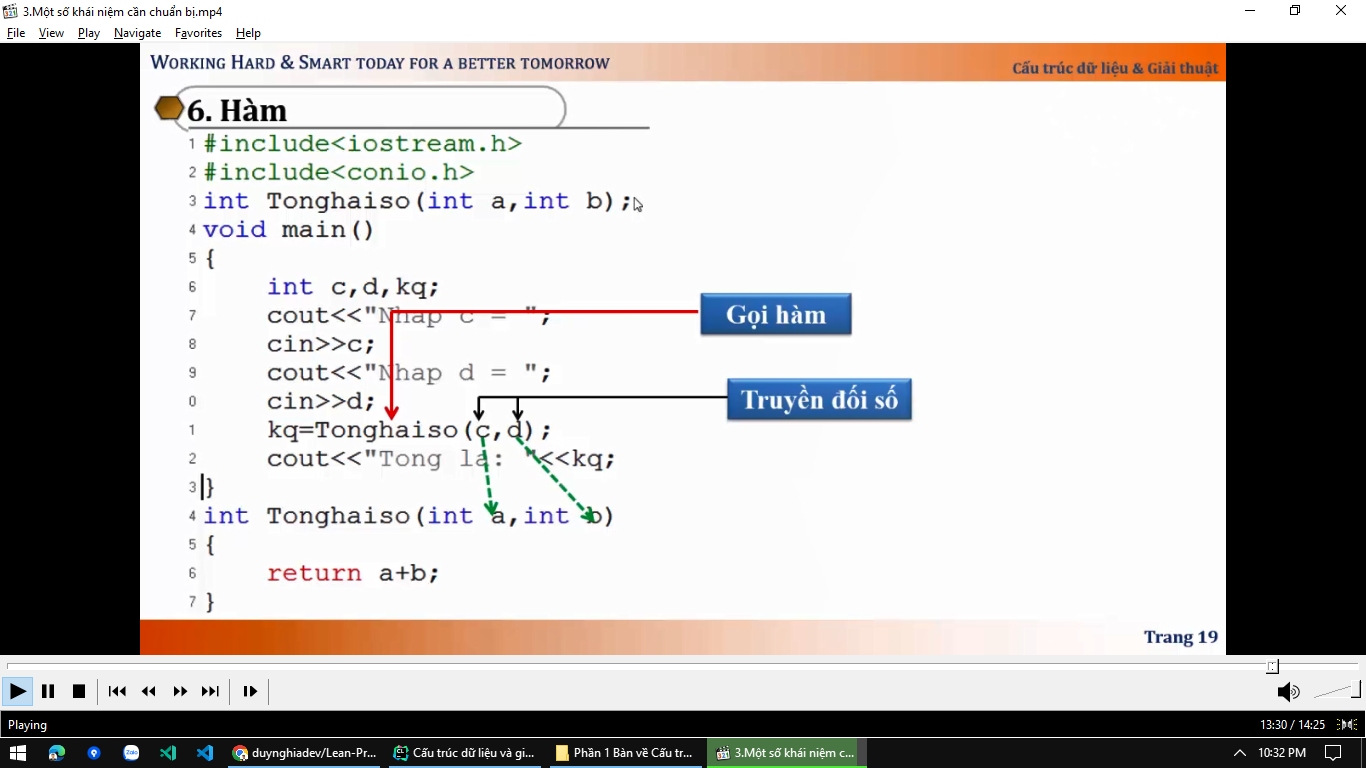 3.Một số khái niệm cần chuẩn bị.mp4
File View Play Navigate Favorites Help
WORKING HARD & SMART TODAY FOR A BETTER TOMORROW
Cấu trúc dữ liệu & Giải thuật
6. Hàm
1 #include<iostream.h>
2 #include<conio.h>
3 int Tonghaiso(int a,int b);
4 void main()
5 {
6 int c,d,kq;
7 cout<<"Nhap c = ";
Gọi hàm
8 cin>>c;
9 cout<<"Nhap d = ";
0 cin>>d;
Truyền đối số
1 kq=Tonghaiso(c,d);
2 cout<<"Tong la: "<<kq;
3 }
4 int Tonghaiso(int a,int b)
5 {
6 return a+b;
7 }
Trang 19
Playing
13:30 / 14:25
duynghiadev/Lean-Pr...
Cấu trúc dữ liệu và gi...
Phần 1 Bàn về Cấu tr...
3.Một số khái niệm c...
10:32 PM